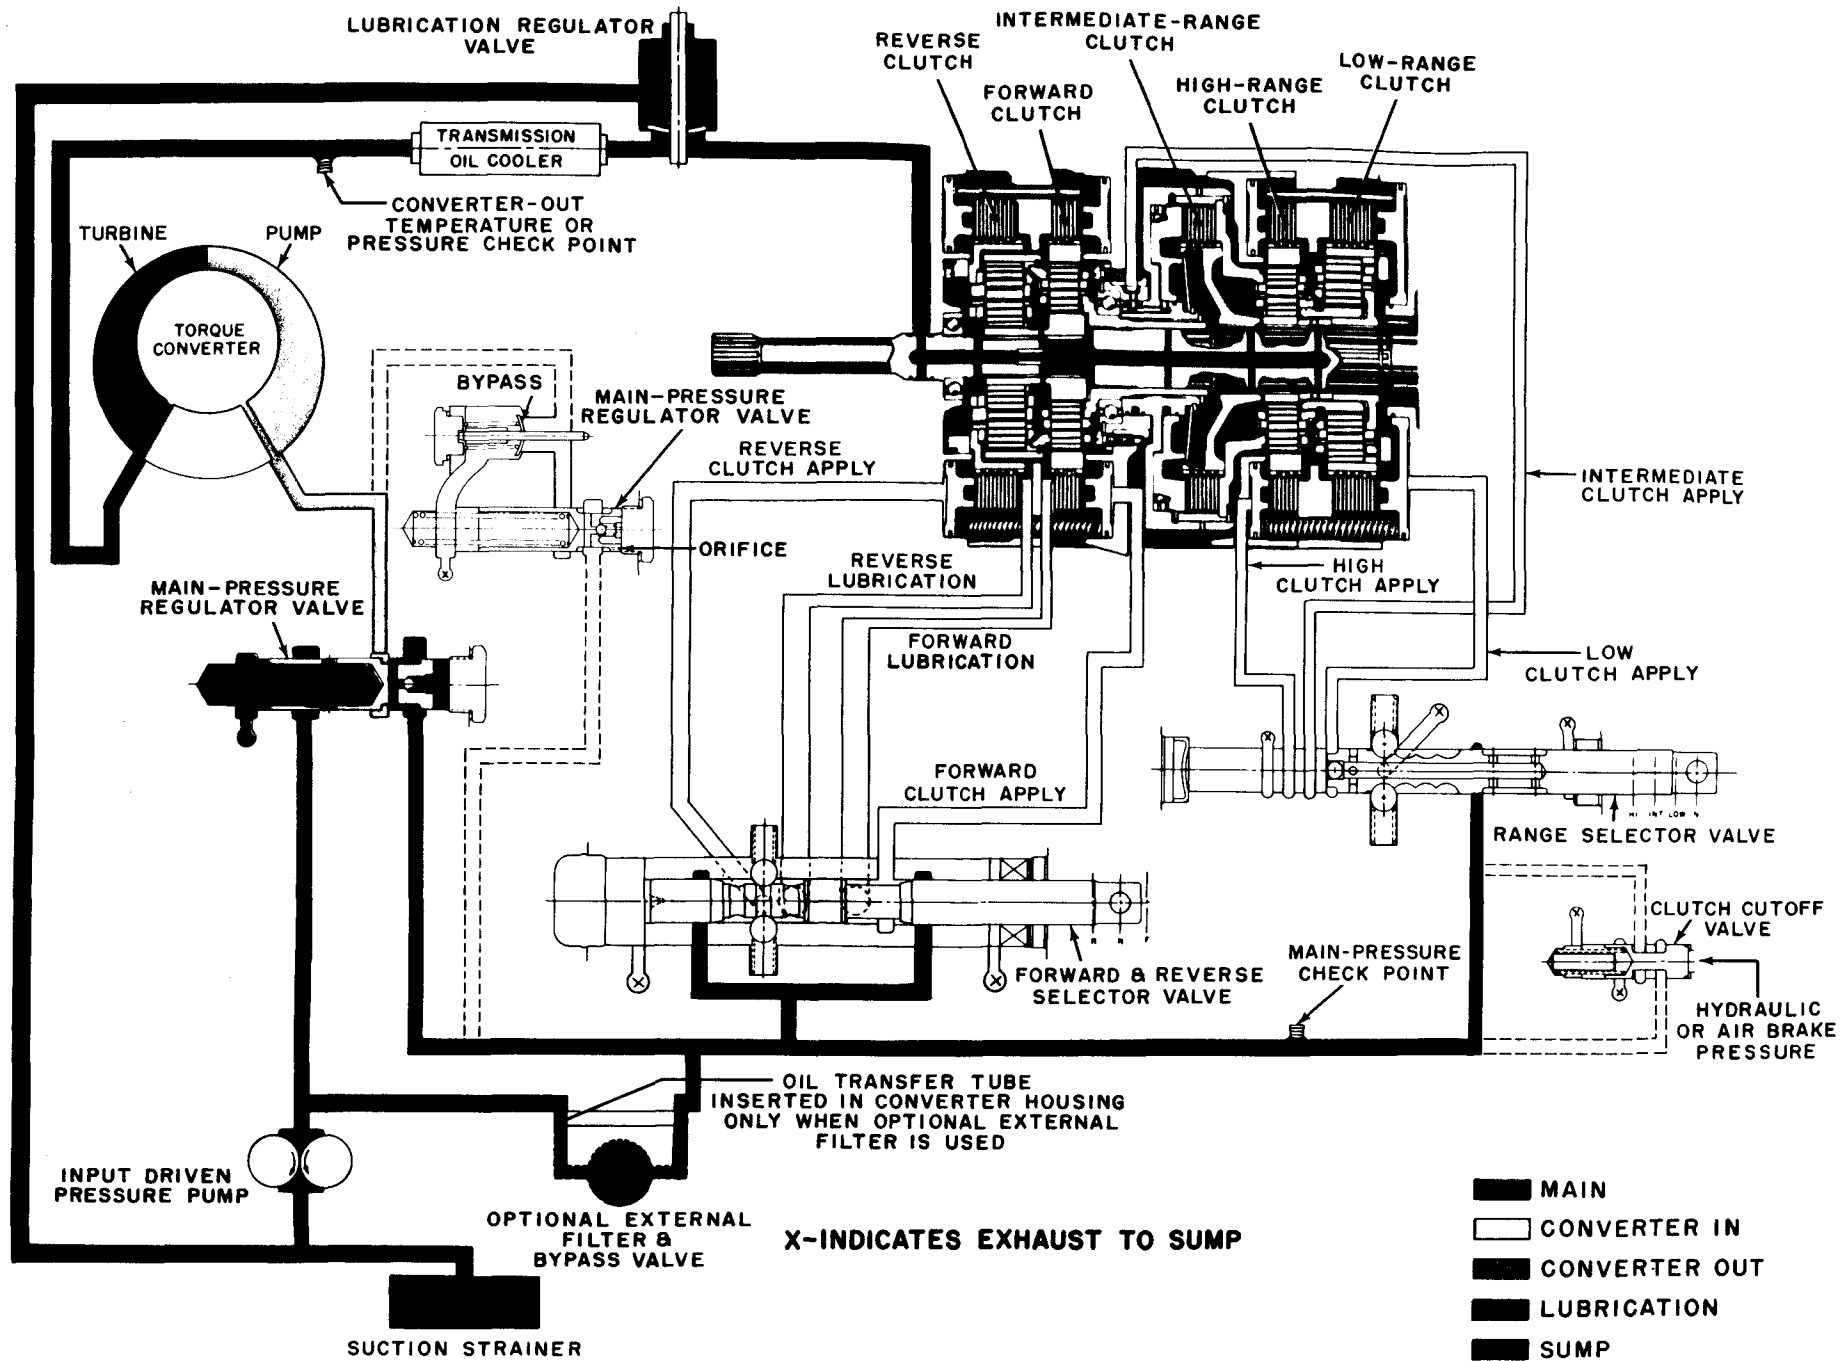 LUBRICATION REGULATOR
VALVE
REVERSE
CLUTCH
INTERMEDIATE-RANGE
CLUTCH
FORWARD
CLUTCH
HIGH-RANGE
CLUTCH
LOW-RANGE
CLUTCH
TRANSMISSION
OIL COOLER
CONVERTER-OUT
TEMPERATURE OR
PRESSURE CHECK POINT
TURBINE
PUMP
TORQUE
CONVERTER
BYPASS
MAIN-PRESSURE
REGULATOR VALVE
REVERSE
CLUTCH APPLY
ORIFICE
INTERMEDIATE
CLUTCH APPLY
REVERSE
LUBRICATION
HIGH
CLUTCH APPLY
MAIN-PRESSURE
REGULATOR VALVE
FORWARD
LUBRICATION
LOW
CLUTCH APPLY
X
X
X
X
FORWARD
CLUTCH APPLY
HI INT LOW N
RANGE SELECTOR VALVE
R N F
X
X
FORWARD & REVERSE
SELECTOR VALVE
MAIN-PRESSURE
CHECK POINT
CLUTCH CUTOFF
VALVE
X
X
HYDRAULIC
OR AIR BRAKE
PRESSURE
OIL TRANSFER TUBE
INSERTED IN CONVERTER HOUSING
ONLY WHEN OPTIONAL EXTERNAL
FILTER IS USED
INPUT DRIVEN
PRESSURE PUMP
OPTIONAL EXTERNAL
FILTER &
BYPASS VALVE
X-INDICATES EXHAUST TO SUMP
SUCTION STRAINER
MAIN
CONVERTER IN
CONVERTER OUT
LUBRICATION
SUMP